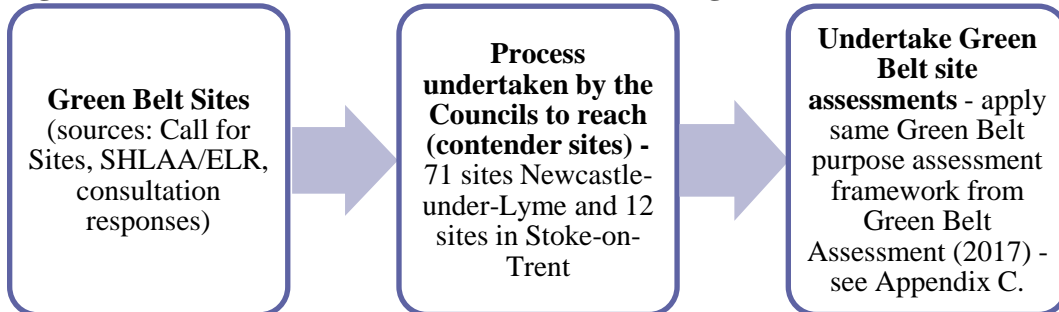 Green Belt Sites
(sources: Call for
Sites, SHLAA/ELR,
consultation
responses)
Process
undertaken by the
Councils to reach
(contender sites) -
71 sites Newcastle-
under-Lyme and 12
sites in Stoke-on-
Trent
Undertake Green
Belt site
assessments - apply
same Green Belt
purpose assessment
framework from
Green Belt
Assessment (2017) -
see Appendix C.